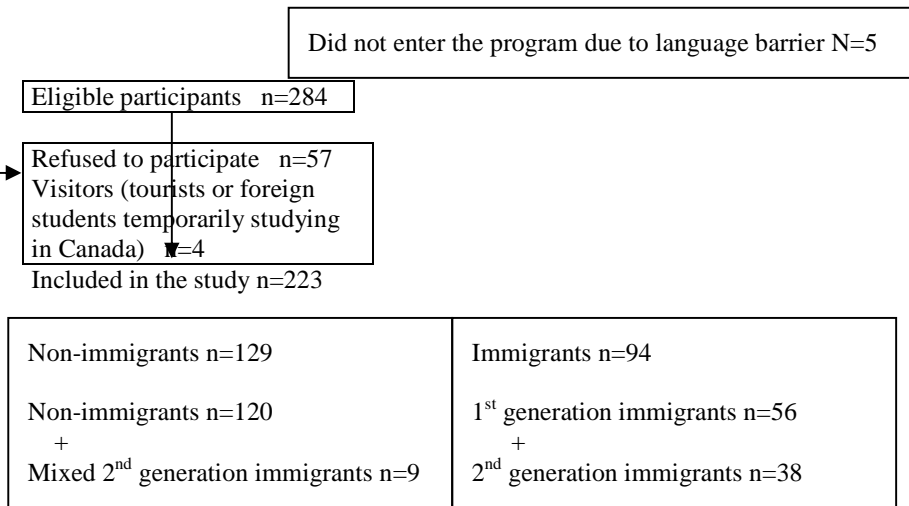 Did not enter the program due to language barrier N=5
Eligible participants n=284
Refused to participate n=57
Visitors (tourists or foreign
students temporarily studying
in Canada) n=4
Included in the study n=223
Non-immigrants n=129
Non-immigrants n=120
+
Mixed 2nd generation immigrants n=9
Immigrants n=94
1st generation immigrants n=56
+
2nd generation immigrants n=38